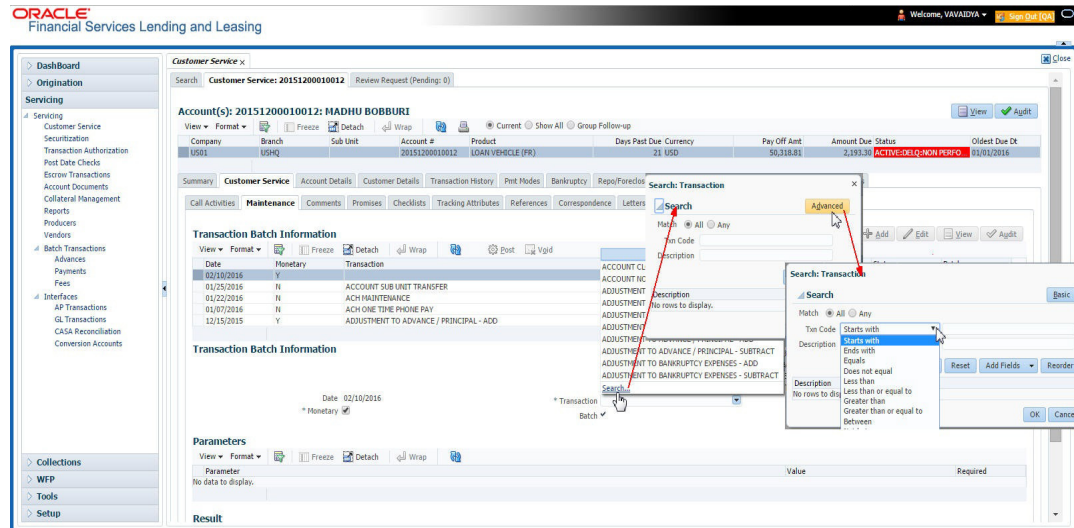 ORACLE'
Financial Services Lending and Leasing
Welcome, VAVAIDYA
Sign Out [QA]
Close
DashBoard
Origination
Servicing
Servicing
Customer Service
Securitization
Transaction Authorization
Post Date Checks
Escrow Transactions
Account Documents
Collateral Management
Reports
Producers
Vendors
Batch Transactions
Advances
Payments
Fees
Interfaces
AP Transactions
GL Transactions
CASA Reconciliation
Conversion Accounts
Collections
WFP
Tools
Setup
Customer Service x
Search Customer Service: 20151200010012 Review Request (Pending: 0)
Account(s): 20151200010012: MADHU BOBBURI
View Audit
View Format Freeze Detach Wrap Current Show All Group Follow-up
Company Branch Sub Unit Account # Product Days Past Due Currency Pay Off Amt Amount Due Status Oldest Due Dt
US01 USHQ 20151200010012 LOAN VEHICLE (FR) 21 USD 50,318.81 2,193.30 ACTIVE:DELQ:NON PERFO 01/01/2016
Summary Customer Service Account Details Customer Details Transaction History Pmt Modes Bankruptcy Repo/Foreclos
Call Activities Maintenance Comments Promises Checklists Tracking Attributes References Correspondence Letters
Transaction Batch Information
Add Edit View Audit
View Format Freeze Detach Wrap Post Void
Date Monetary Transaction
02/10/2016 Y
01/25/2016 N ACCOUNT SUB UNIT TRANSFER
01/22/2016 N ACH MAINTENANCE
01/07/2016 N ACH ONE TIME PHONE PAY
12/15/2015 Y ADJUSTMENT TO ADVANCE / PRINCIPAL - ADD
ACCOUNT CL
ACCOUNT NC
ADJUSTMENT
ADJUSTMENT
ADJUSTMENT
ADJUSTMENT
ADJUSTMENT TO ADVANCE / PRINCIPAL - SUBTRACT
ADJUSTMENT TO BANKRUPTCY EXPENSES - ADD
ADJUSTMENT TO BANKRUPTCY EXPENSES - SUBTRACT
Search...
Search: Transaction x
Search Advanced
Match All Any
Txn Code
Description
Description
No rows to display.
Search: Transaction
Search Basic
Match All Any
Txn Code Starts with
Description
Starts with
Ends with
Equals
Does not equal
Less than
Less than or equal to
Greater than
Greater than or equal to
Between
Reset Add Fields Reorder
Description
No rows to disp
OK Cance
Transaction Batch Information
Date 02/10/2016
* Monetary
* Transaction
Batch
Parameters
View Format Freeze Detach Wrap
Parameter Value Required
No data to display.
Result